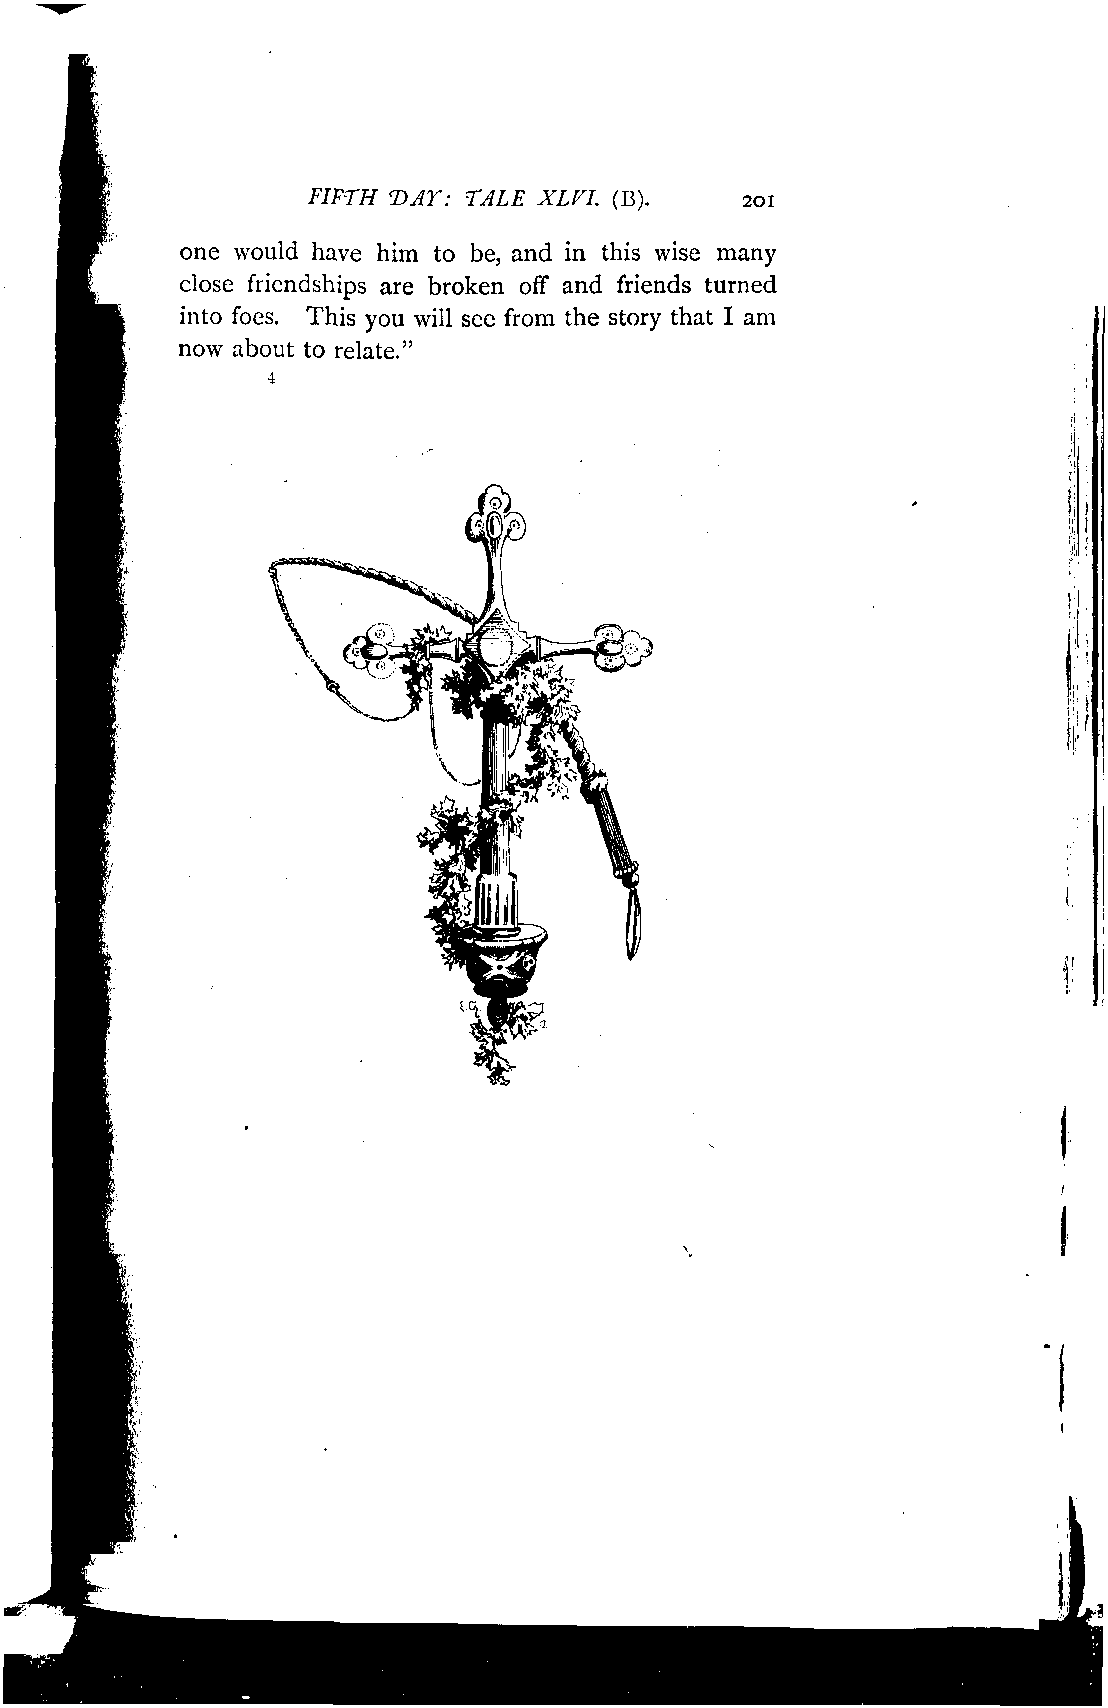 FIFTH DAY: TALE XLVI. (B). 201
one would have him to be, and in this wise many
close friendships are broken off and friends turned
into foes. This you will see from the story that I am
now about to relate.”
4